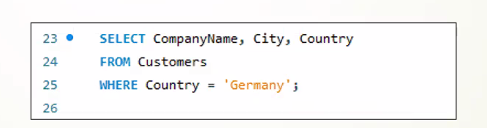 23 SELECT CompanyName, City, Country
24 FROM Customers
25 WHERE Country = 'Germany';
26